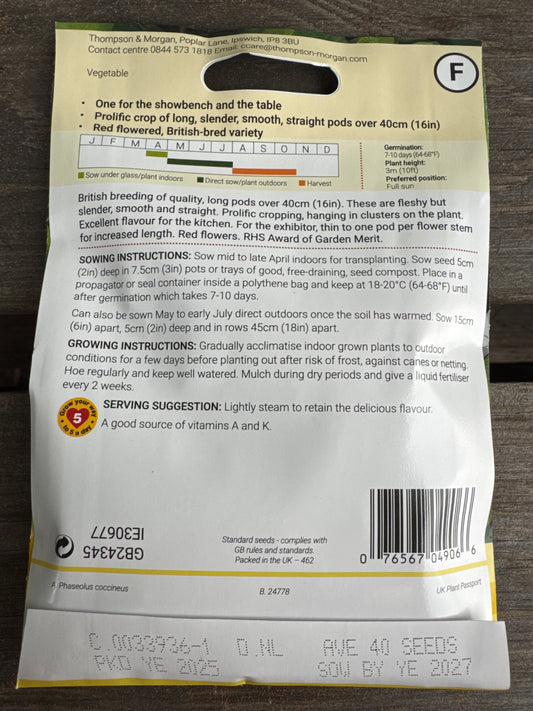 Thompson & Morgan, Poplar Lane, Ipswich, IP8 3BU
Contact centre 0844 573 1818 Email: ccare@thompson-morgan.com
Vegetable
F
• One for the showbench and the table
• Prolific crop of long, slender, smooth, straight pods over 40cm (16in)
• Red flowered, British-bred variety
J F M A M J J A S O N D
Sow under glass/plant indoors Direct sow/plant outdoors Harvest
Germination:
7-10 days (64-68°F)
Plant height:
3m (10ft)
Preferred position:
Full sun
British breeding of quality, long pods over 40cm (16in). These are fleshy but
slender, smooth and straight. Prolific cropping, hanging in clusters on the plant.
Excellent flavour for the kitchen. For the exhibitor, thin to one pod per flower stem
for increased length. Red flowers. RHS Award of Garden Merit.
SOWING INSTRUCTIONS: Sow mid to late April indoors for transplanting. Sow seed 5cm
(2in) deep in 7.5cm (3in) pots or trays of good, free-draining, seed compost. Place in a
propagator or seal container inside a polythene bag and keep at 18-20°C (64-68°F) until
after germination which takes 7-10 days.
Can also be sown May to early July direct outdoors once the soil has warmed. Sow 15cm
(6in) apart, 5cm (2in) deep and in rows 45cm (18in) apart.
GROWING INSTRUCTIONS: Gradually acclimatise indoor grown plants to outdoor
conditions for a few days before planting out after risk of frost, against canes or netting.
Hoe regularly and keep well watered. Mulch during dry periods and give a liquid fertiliser
every 2 weeks.
Grow your way
5
to 5 a day
SERVING SUGGESTION: Lightly steam to retain the delicious flavour.
A good source of vitamins A and K.
GB24345
IE30677
Standard seeds - complies with
GB rules and standards.
Packed in the UK – 462
0 76567 04906 6
A. Phaseolus coccineus
B. 24778
UK Plant Passport
C.0033936-1 D.NL AVE 40 SEEDS
PKD YE 2025 SOW BY YE 2027